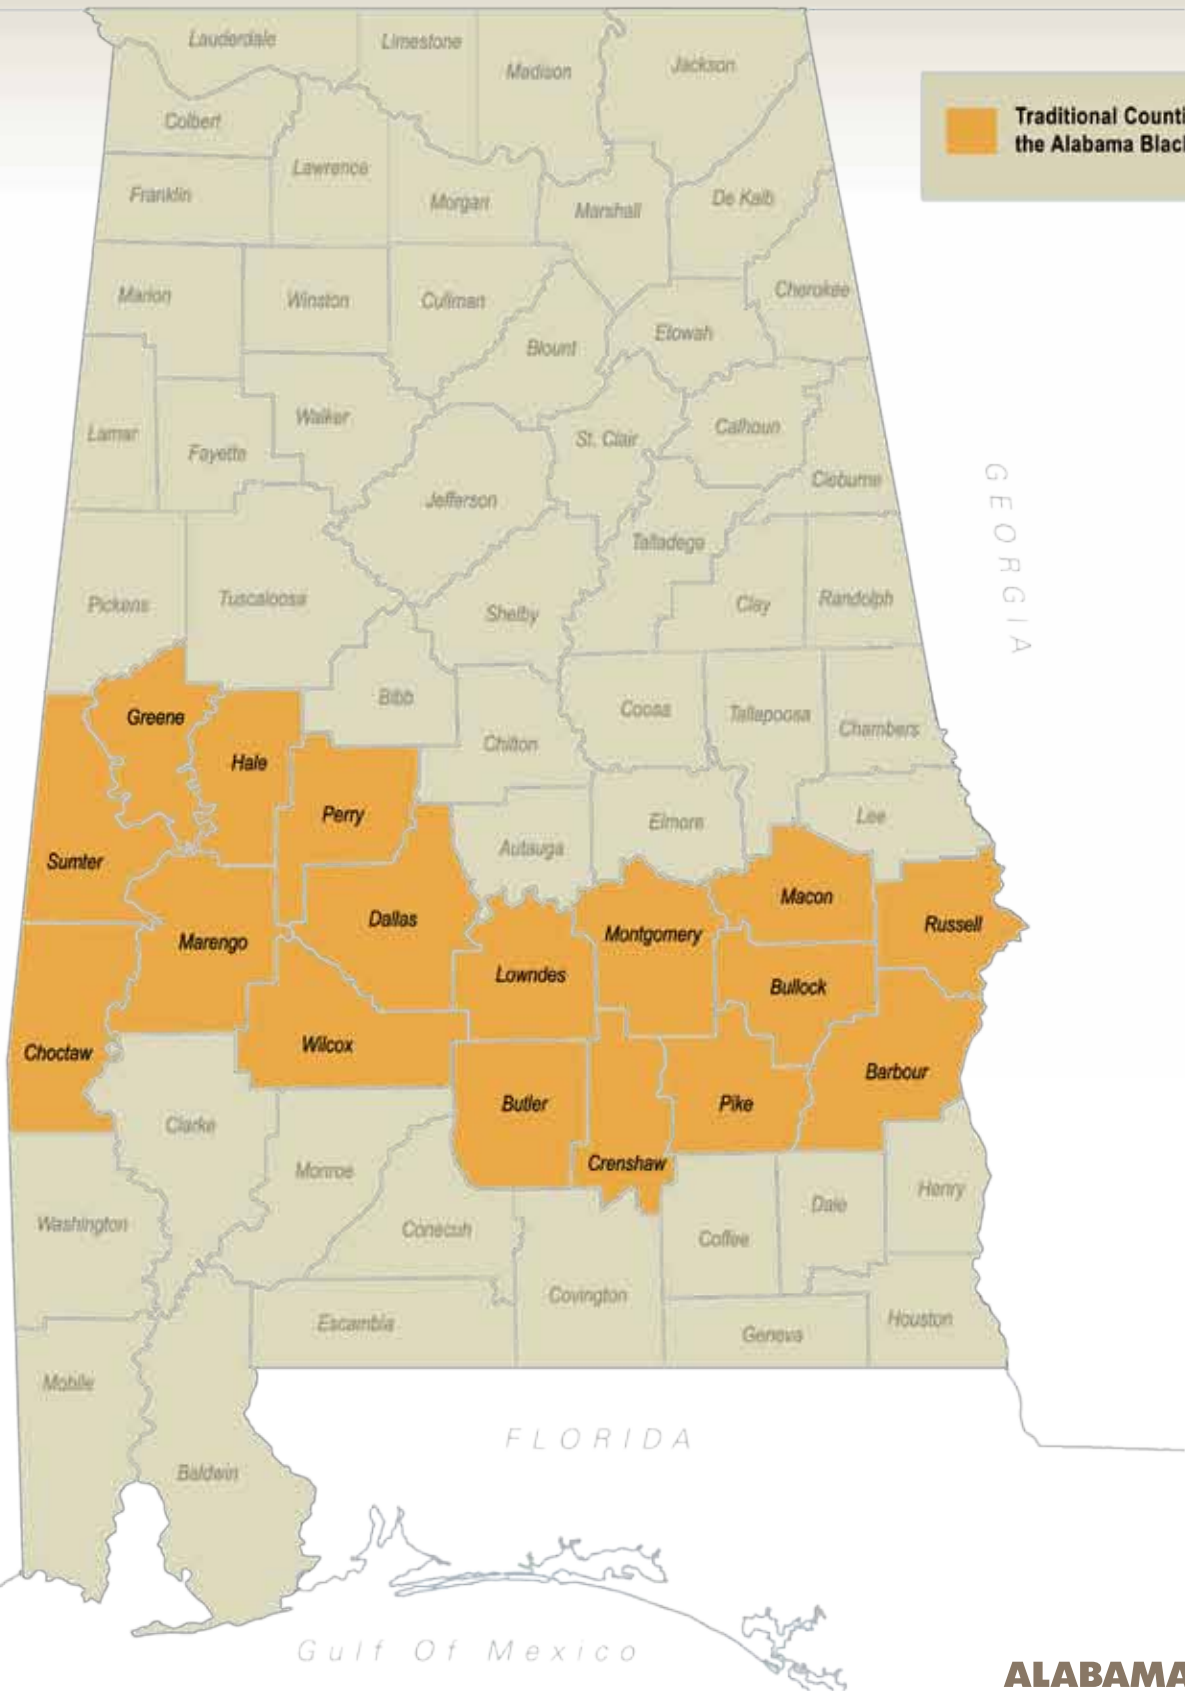 Lauderdale
Limestone
Madison
Jackson
Traditional Counti
the Alabama Blac
Colbert
Lawrence
Franklin
Morgan
Marshall
De Kalb
Marion
Winston
Cullman
Cherokee
Blount
Etowah
Lamar
Fayette
Walker
St. Clair
Calhoun
Cleburne
Jefferson
Talladega
GEORGIA
Pickens
Tuscaloosa
Shelby
Clay
Randolph
Greene
Bibb
Coosa
Tallapoosa
Chambers
Hale
Chilton
Perry
Elmore
Lee
Autauga
Sumter
Macon
Dallas
Russell
Marengo
Montgomery
Lowndes
Bullock
Choctaw
Wilcox
Barbour
Butler
Pike
Clarke
Crenshaw
Monroe
Henry
Washington
Conecuh
Dale
Coffee
Covington
Escambia
Geneva
Houston
Mobile
FLORIDA
Baldwin
Gulf Of Mexico
ALABAMA